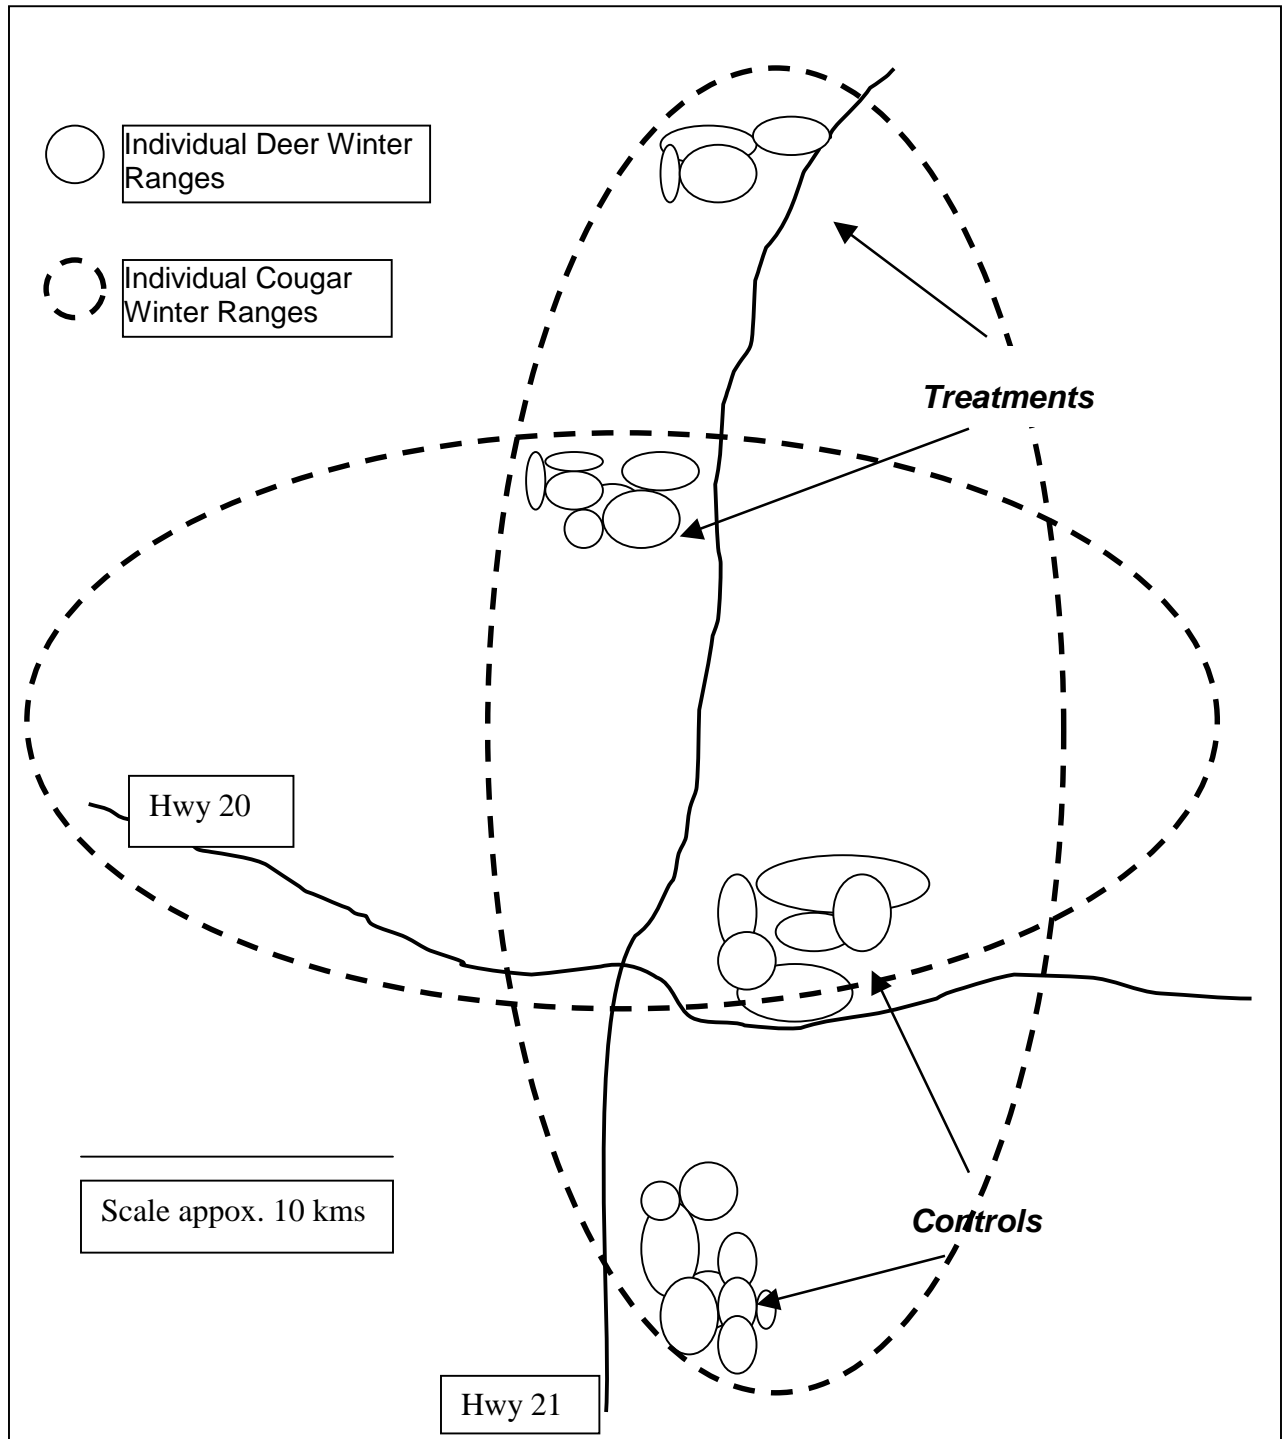 Individual Deer Winter
Ranges
Individual Cougar
Winter Ranges
Treatments
Hwy 20
Scale appox. 10 kms
Controls
Hwy 21